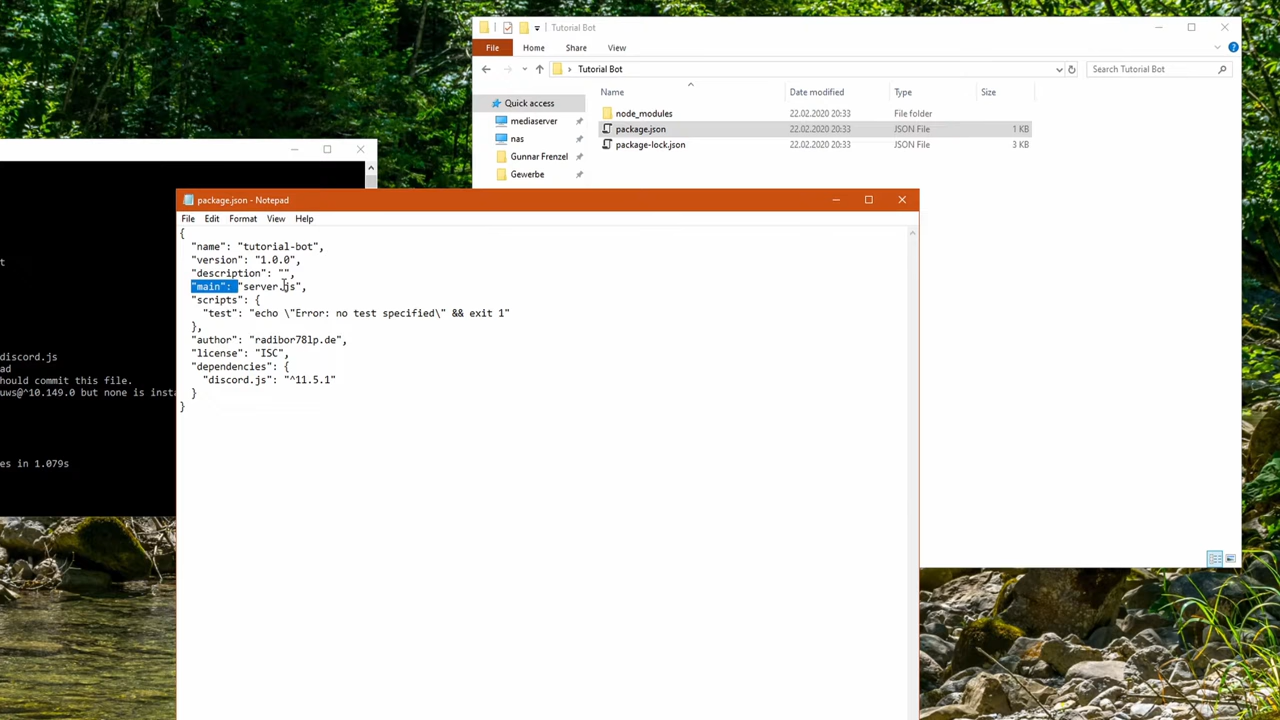 Tutorial Bot
File Home Share View
Tutorial Bot
Search Tutorial Bot
Name Date modified Type Size
Quick access
mediaserver
nas
Gunnar Frenzel
Gewerbe
node_modules 22.02.2020 20:33 File folder
package.json 22.02.2020 20:33 JSON File 1 KB
package-lock.json 22.02.2020 20:33 JSON File 3 KB
t
discord.js
ad
ould commit this file.
uws@^10.149.0 but none is insta
es in 1.079s
package.json - Notepad
File Edit Format View Help
{
"name": "tutorial-bot",
"version": "1.0.0",
"description": "",
"main": "server.js",
"scripts": {
"test": "echo \"Error: no test specified\" && exit 1"
},
"author": "radibor78lp.de",
"license": "ISC",
"dependencies": {
"discord.js": "^11.5.1"
}
}